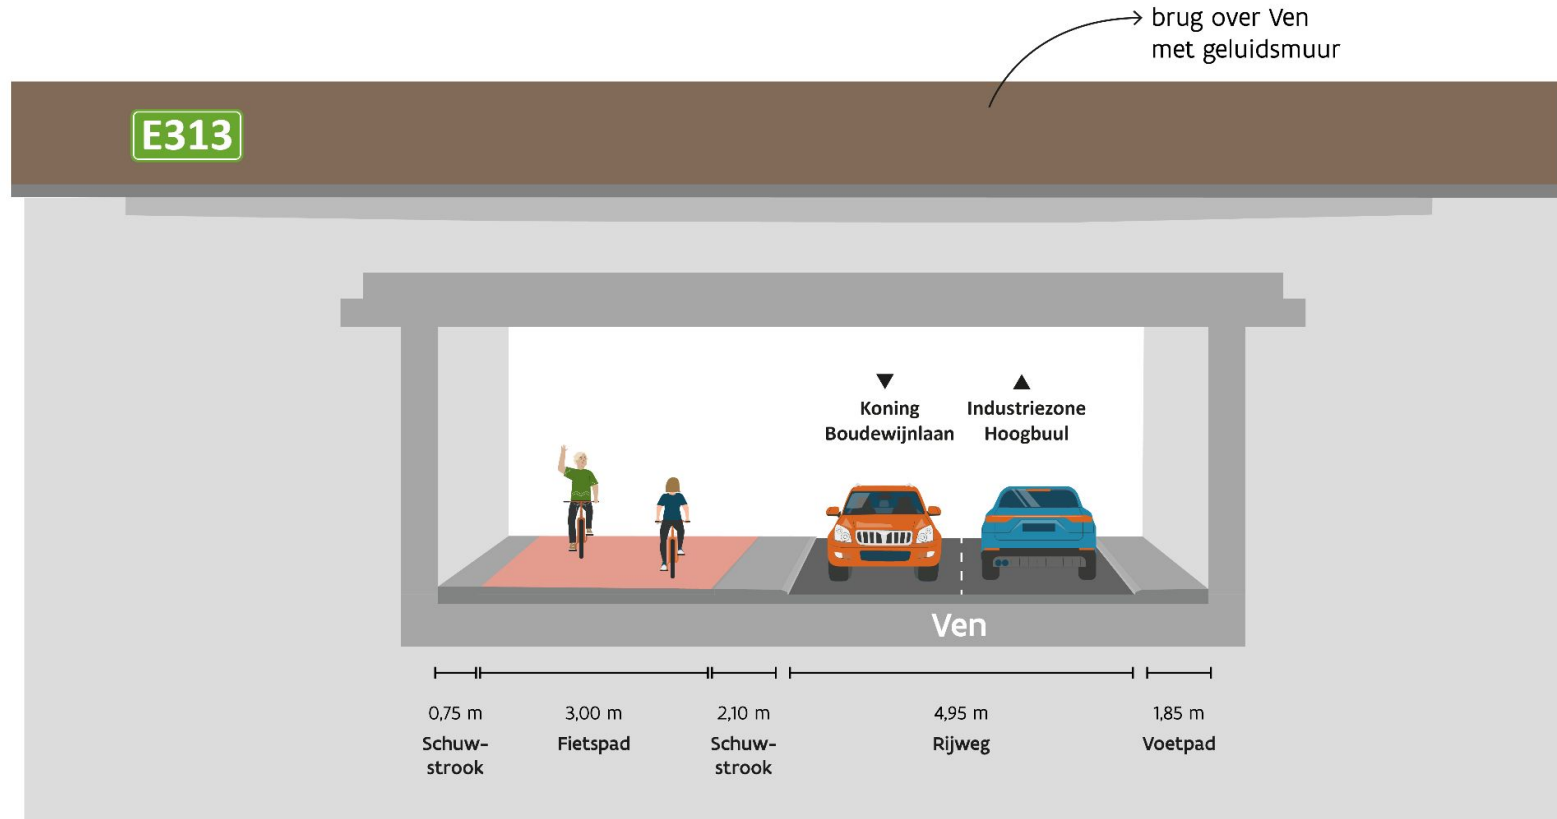 brug over Ven
met geluidsmuur
E313
Koning
Boudewijnlaan
Industriezone
Hoogbuul
Ven
0,75 m
Schuw-
strook
3,00 m
Fietspad
2,10 m
Schuw-
strook
4,95 m
Rijweg
1,85 m
Voetpad